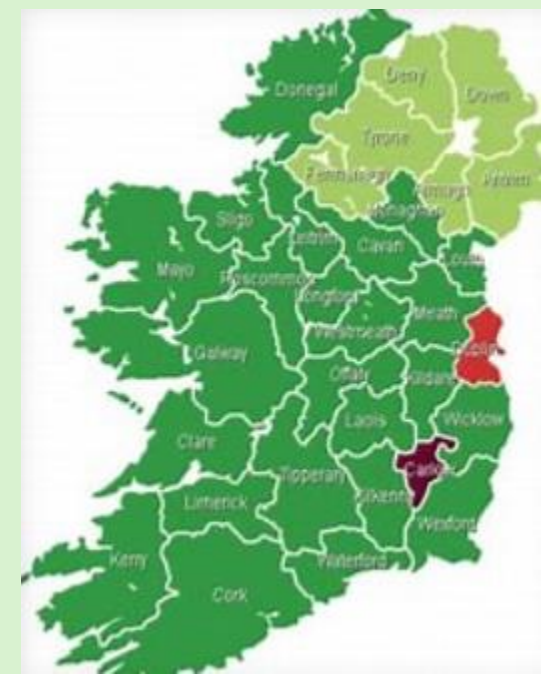 Donegal
Derry
Down
Tyrone
Fermanagh
Armagh
Monaghan
Sligo
Leitrim
Cavan
Louth
Mayo
Roscommon
Longford
Meath
Westmeath
Galway
Dublin
Offaly
Kildare
Laois
Wicklow
Clare
Carlow
Tipperary
Limerick
Kilkenny
Wexford
Kerry
Waterford
Cork